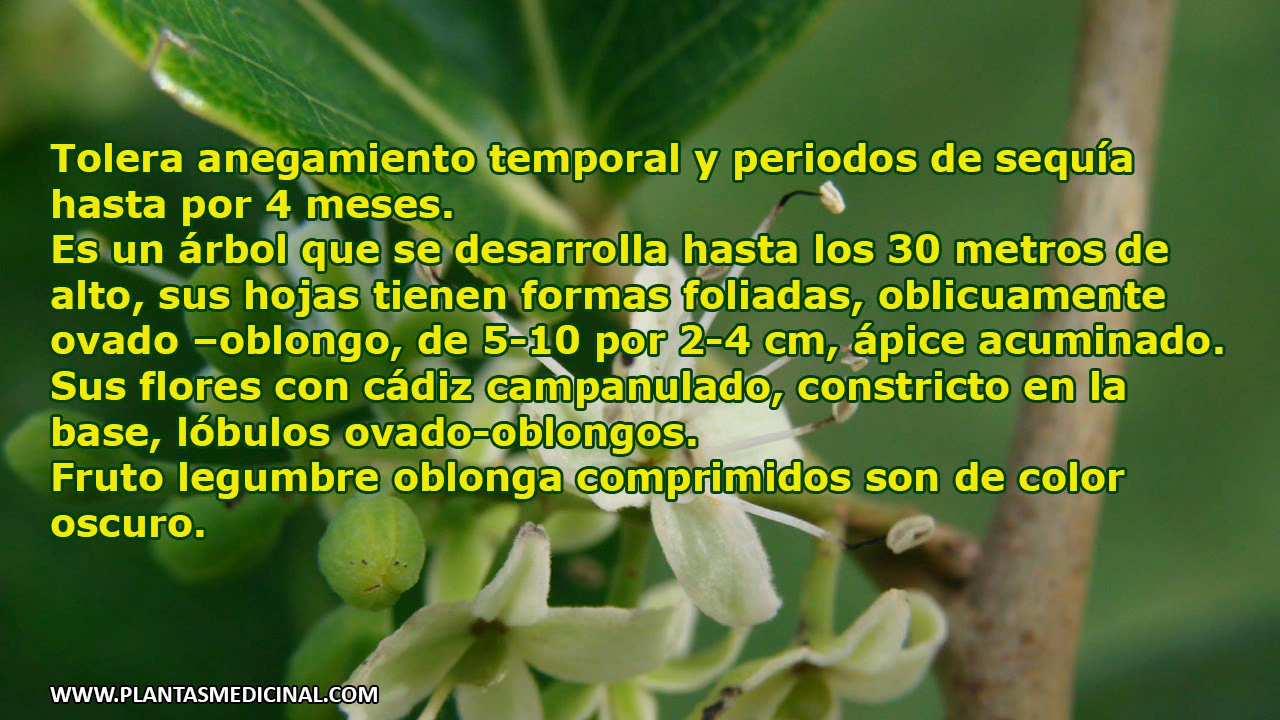 Tolera anegamiento temporal y periodos de sequía
hasta por 4 meses.
Es un árbol que se desarrolla hasta los 30 metros de
alto, sus hojas tienen formas foliadas, oblicuamente
ovado –oblongo, de 5-10 por 2-4 cm, ápice acuminado.
Sus flores con cádiz campanulado, constricto en la
base, lóbulos ovado-oblongos.
Fruto legumbre oblonga comprimidos son de color
oscuro.
WWW.PLANTASMEDICINAL.COM